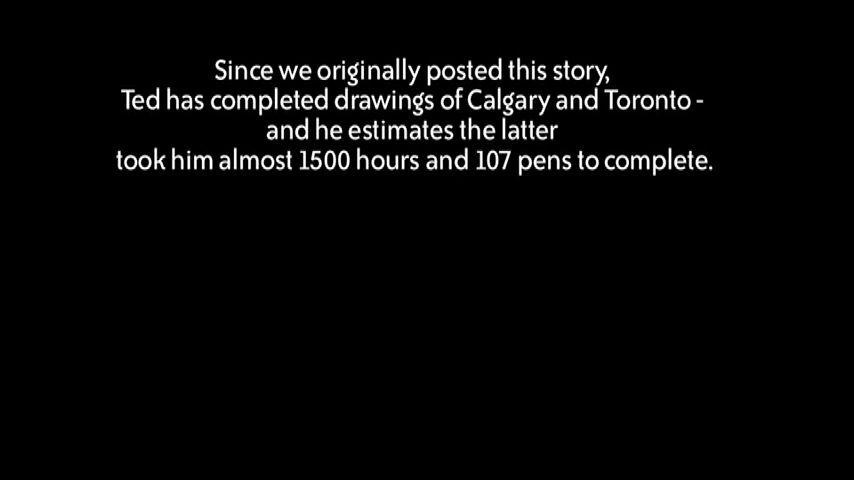 Since we originally posted this story,
Ted has completed drawings of Calgary and Toronto -
and he estimates the latter
took him almost 1500 hours and 107 pens to complete.